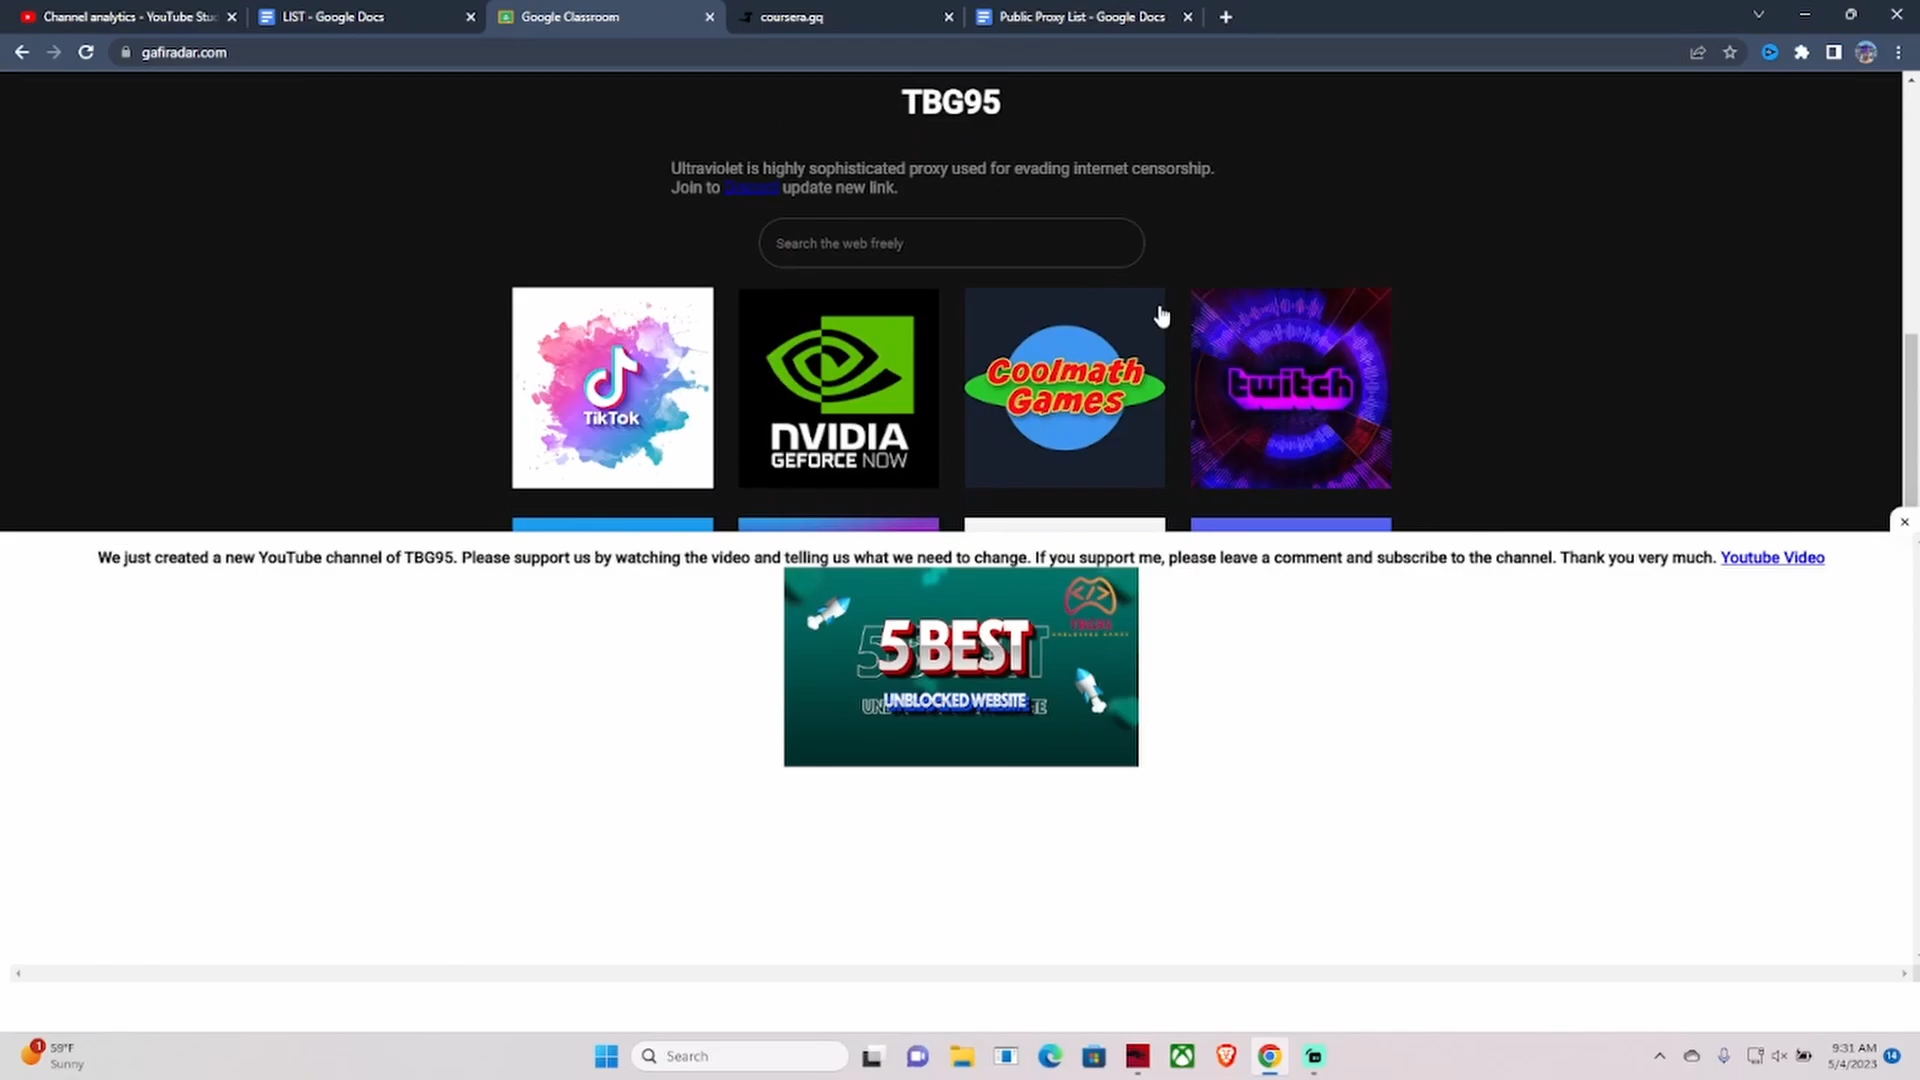 Channel analytics - YouTube Stu
LIST - Google Docs
Google Classroom
coursera.gq
Public Proxy List - Google Docs
gafiradar.com
TBG95
Ultraviolet is highly sophisticated proxy used for evading internet censorship.
Join to Discord update new link.
Search the web freely
TikTok
NVIDIA
GEFORCE NOW
Coolmath
Games
twitch
We just created a new YouTube channel of TBG95. Please support us by watching the video and telling us what we need to change. If you support me, please leave a comment and subscribe to the channel. Thank you very much. Youtube Video
5 BEST
UNBLOCKED WEBSITE
1
59°F
Sunny
Search
9:31 AM
5/4/2023
14